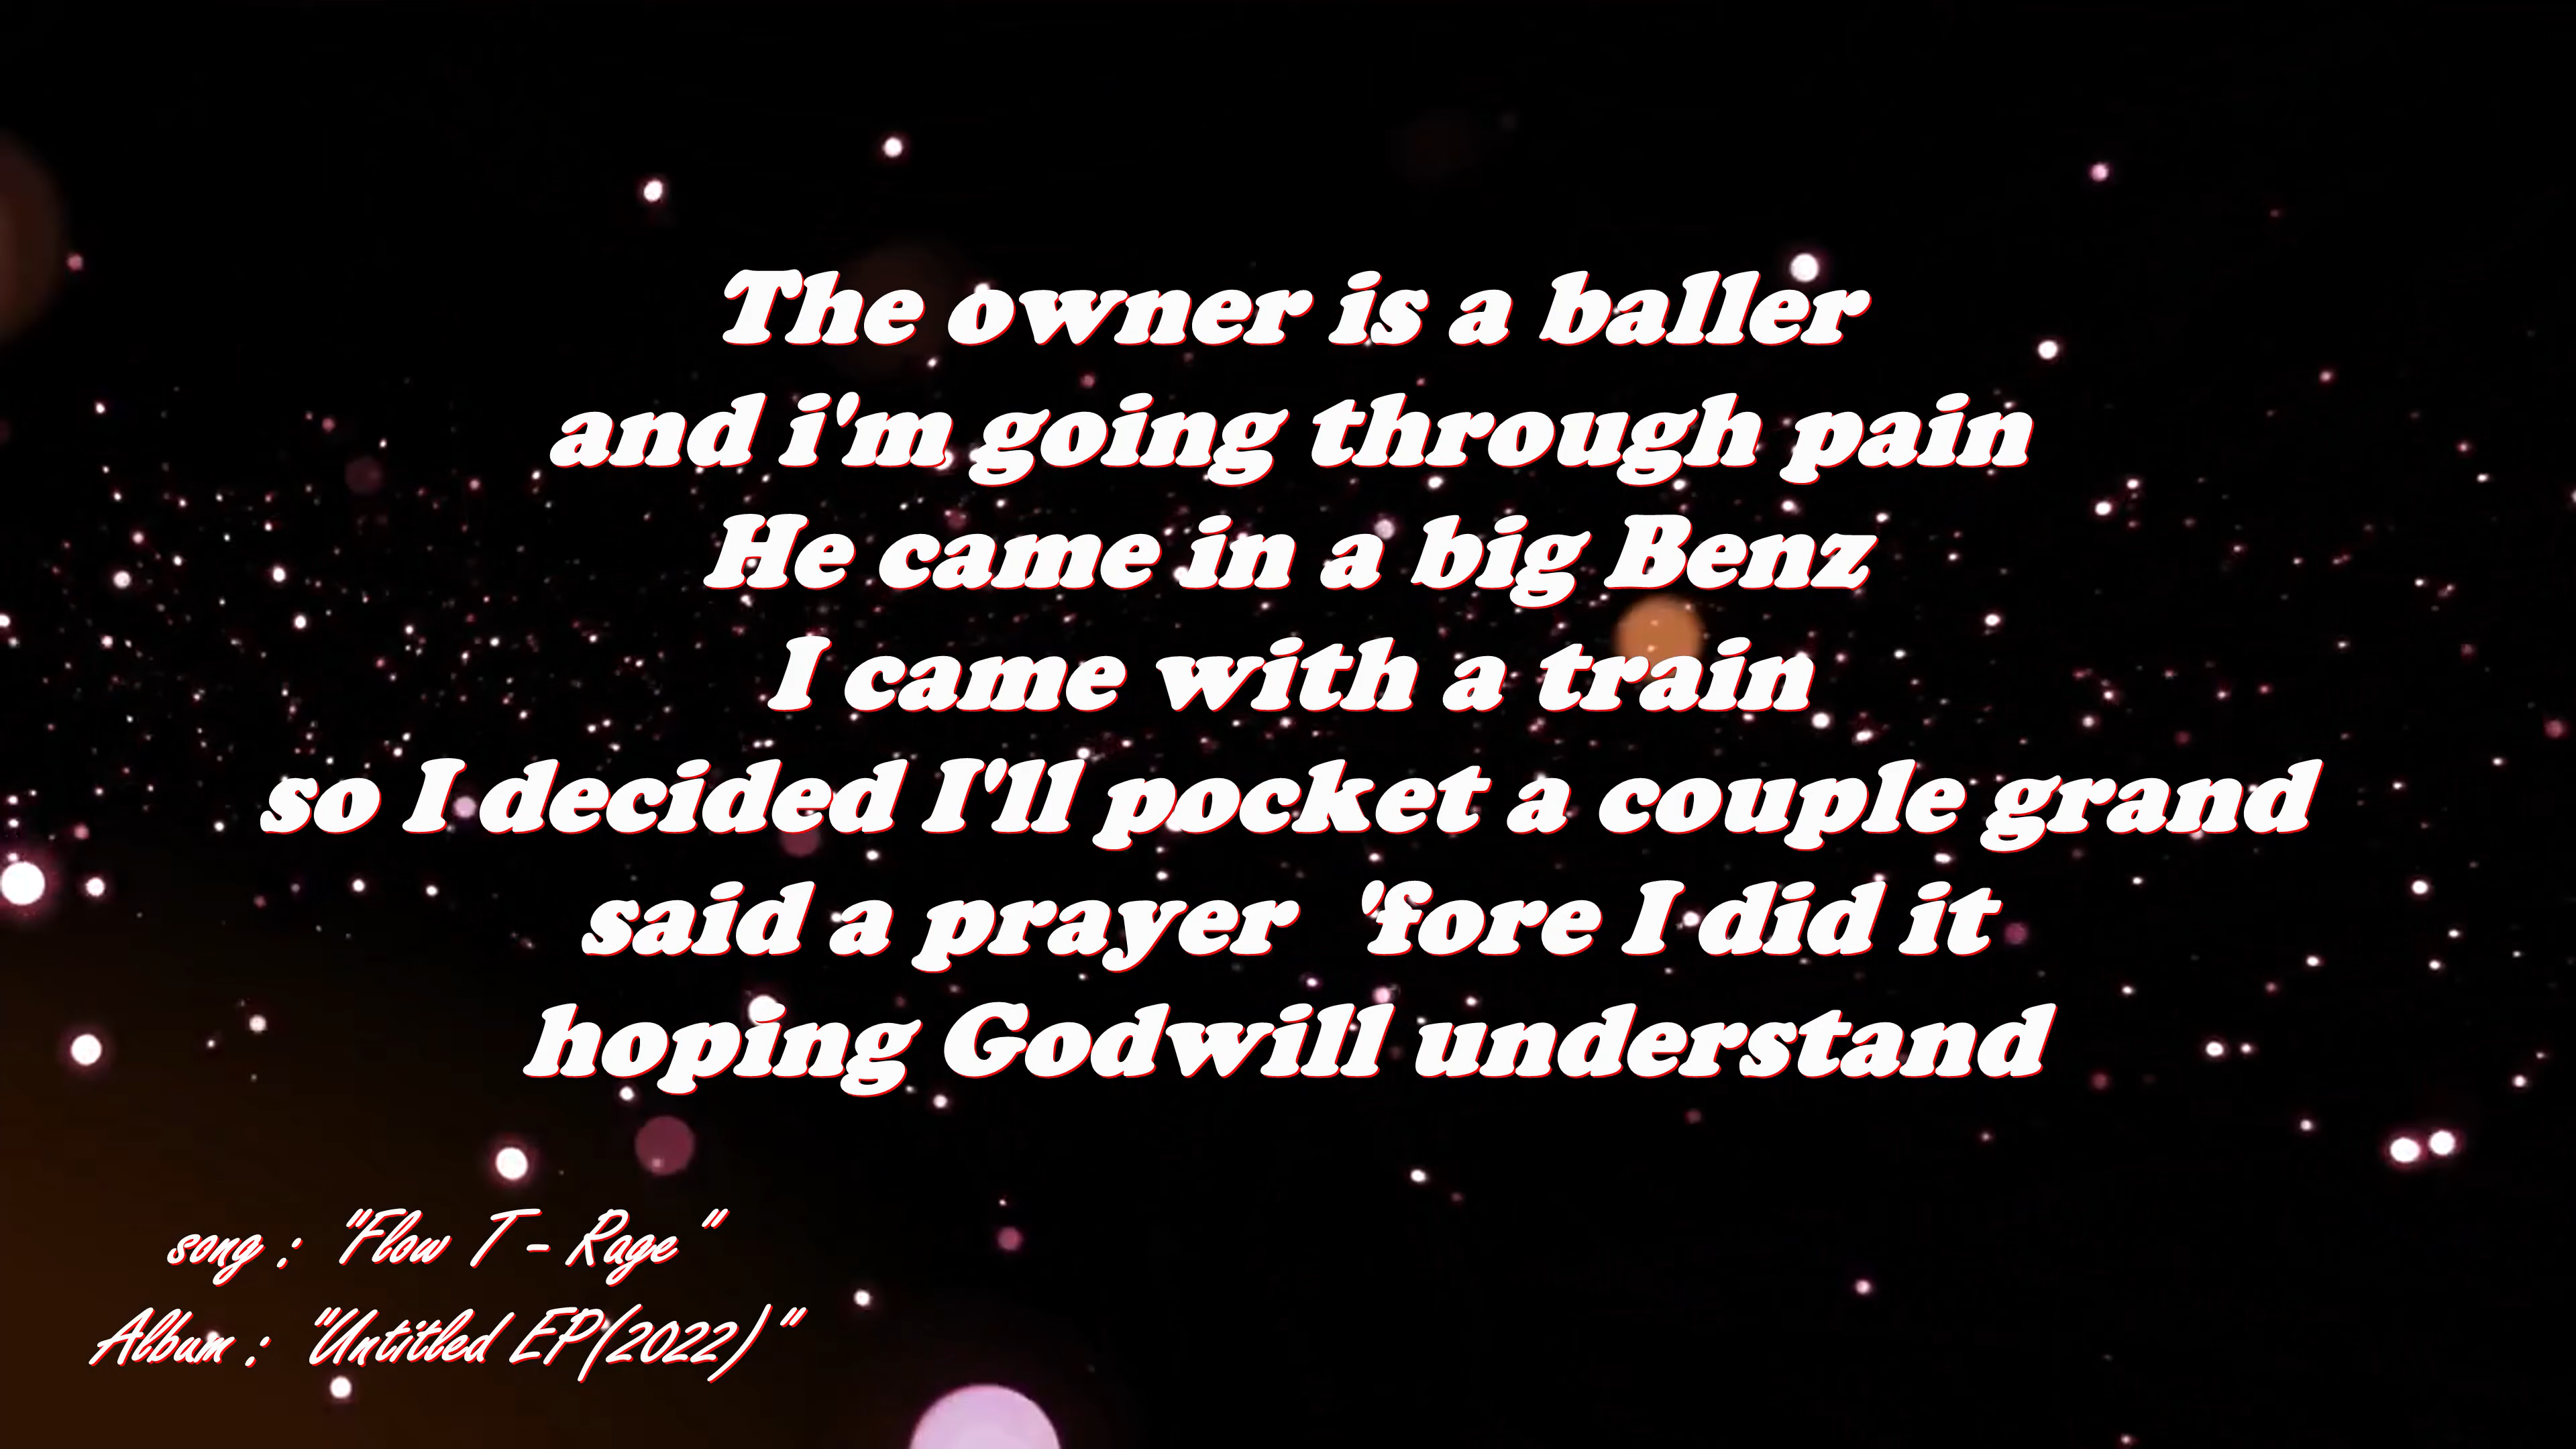 The owner is a baller
and i'm going through pain
He came in a big Benz
I came with a train
so I decided I'll pocket a couple grand
said a prayer  'fore I did it
hoping Godwill understand
song : "Flow T - Rage"
Album : "Untitled EP(2022)"